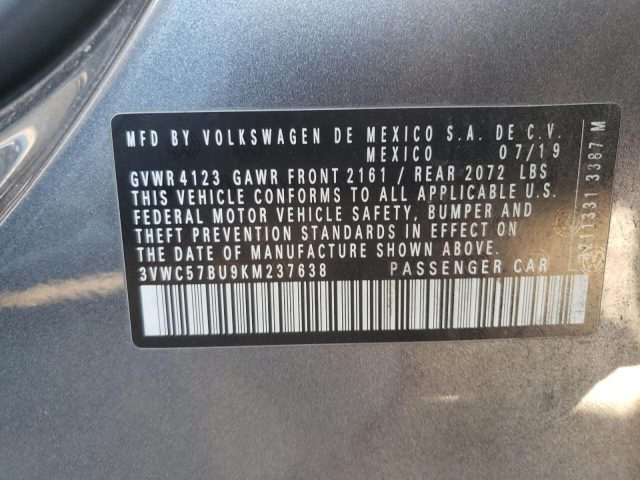 MFD BY VOLKSWAGEN DE MEXICO S.A. DE C.V.
MEXICO 07/19
GVWR 4123 GAWR FRONT 2161 / REAR 2072 LBS
THIS VEHICLE CONFORMS TO ALL APPLICABLE U.S.
FEDERAL MOTOR VEHICLE SAFETY, BUMPER AND
THEFT PREVENTION STANDARDS IN EFFECT ON
THE DATE OF MANUFACTURE SHOWN ABOVE.
3VWC57BU9KM237638 PASSENGER CAR
3387 M